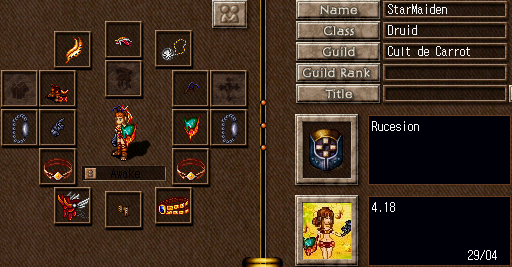 Name StarMaiden
Class Druid
Guild Cult de Carrot
Guild Rank
Title
Rucesion
Awake
4.18
29/04